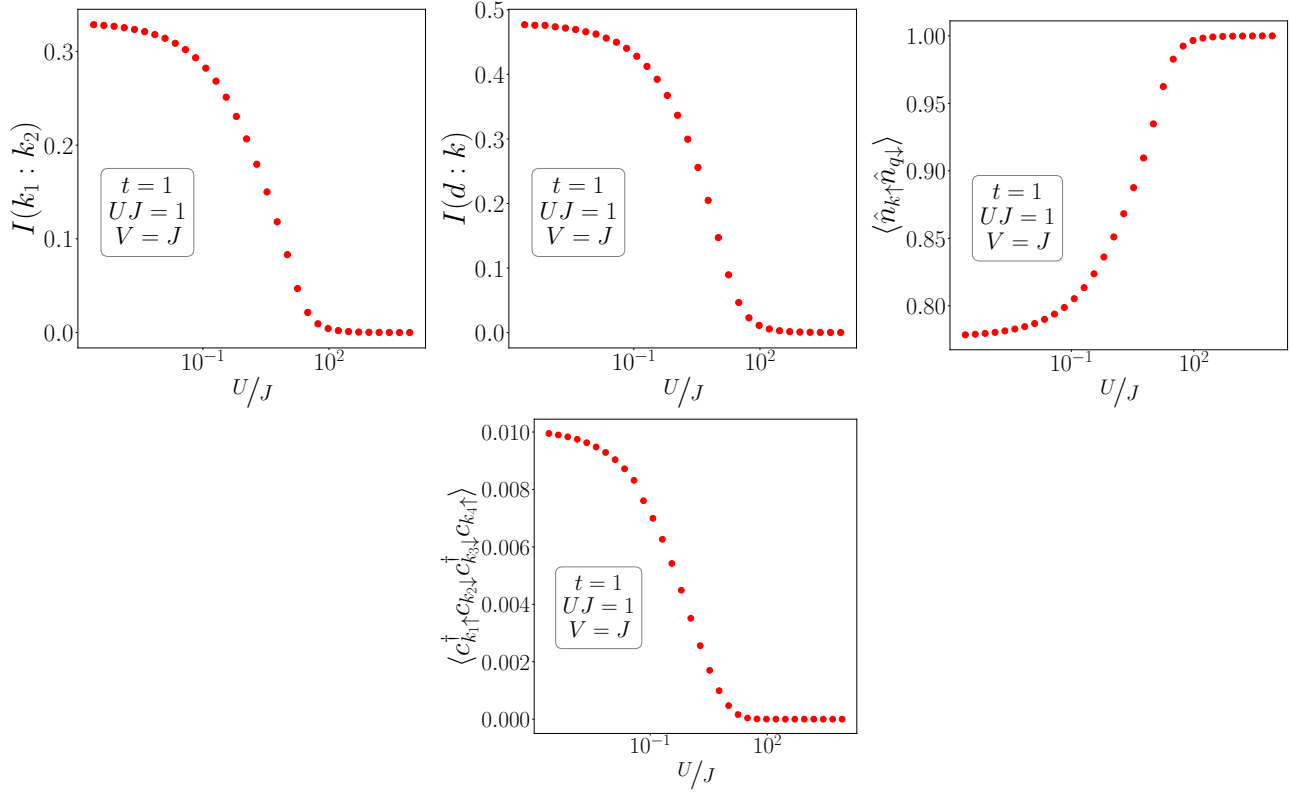 I(k₁ : k₂)
0.3
0.2
0.1
0.0
t = 1
UJ = 1
V = J
10⁻¹ 10²
U/J
I(d : k)
0.5
0.4
0.3
0.2
0.1
0.0
t = 1
UJ = 1
V = J
10⁻¹ 10²
U/J
⟨n̂ₖ↑n̂_q↓⟩
1.00
0.95
0.90
0.85
0.80
t = 1
UJ = 1
V = J
10⁻¹ 10²
U/J
⟨c†ₖ₁↑cₖ₂↓c†ₖ₃↓cₖ₄↑⟩
0.010
0.008
0.006
0.004
0.002
0.000
t = 1
UJ = 1
V = J
10⁻¹ 10²
U/J